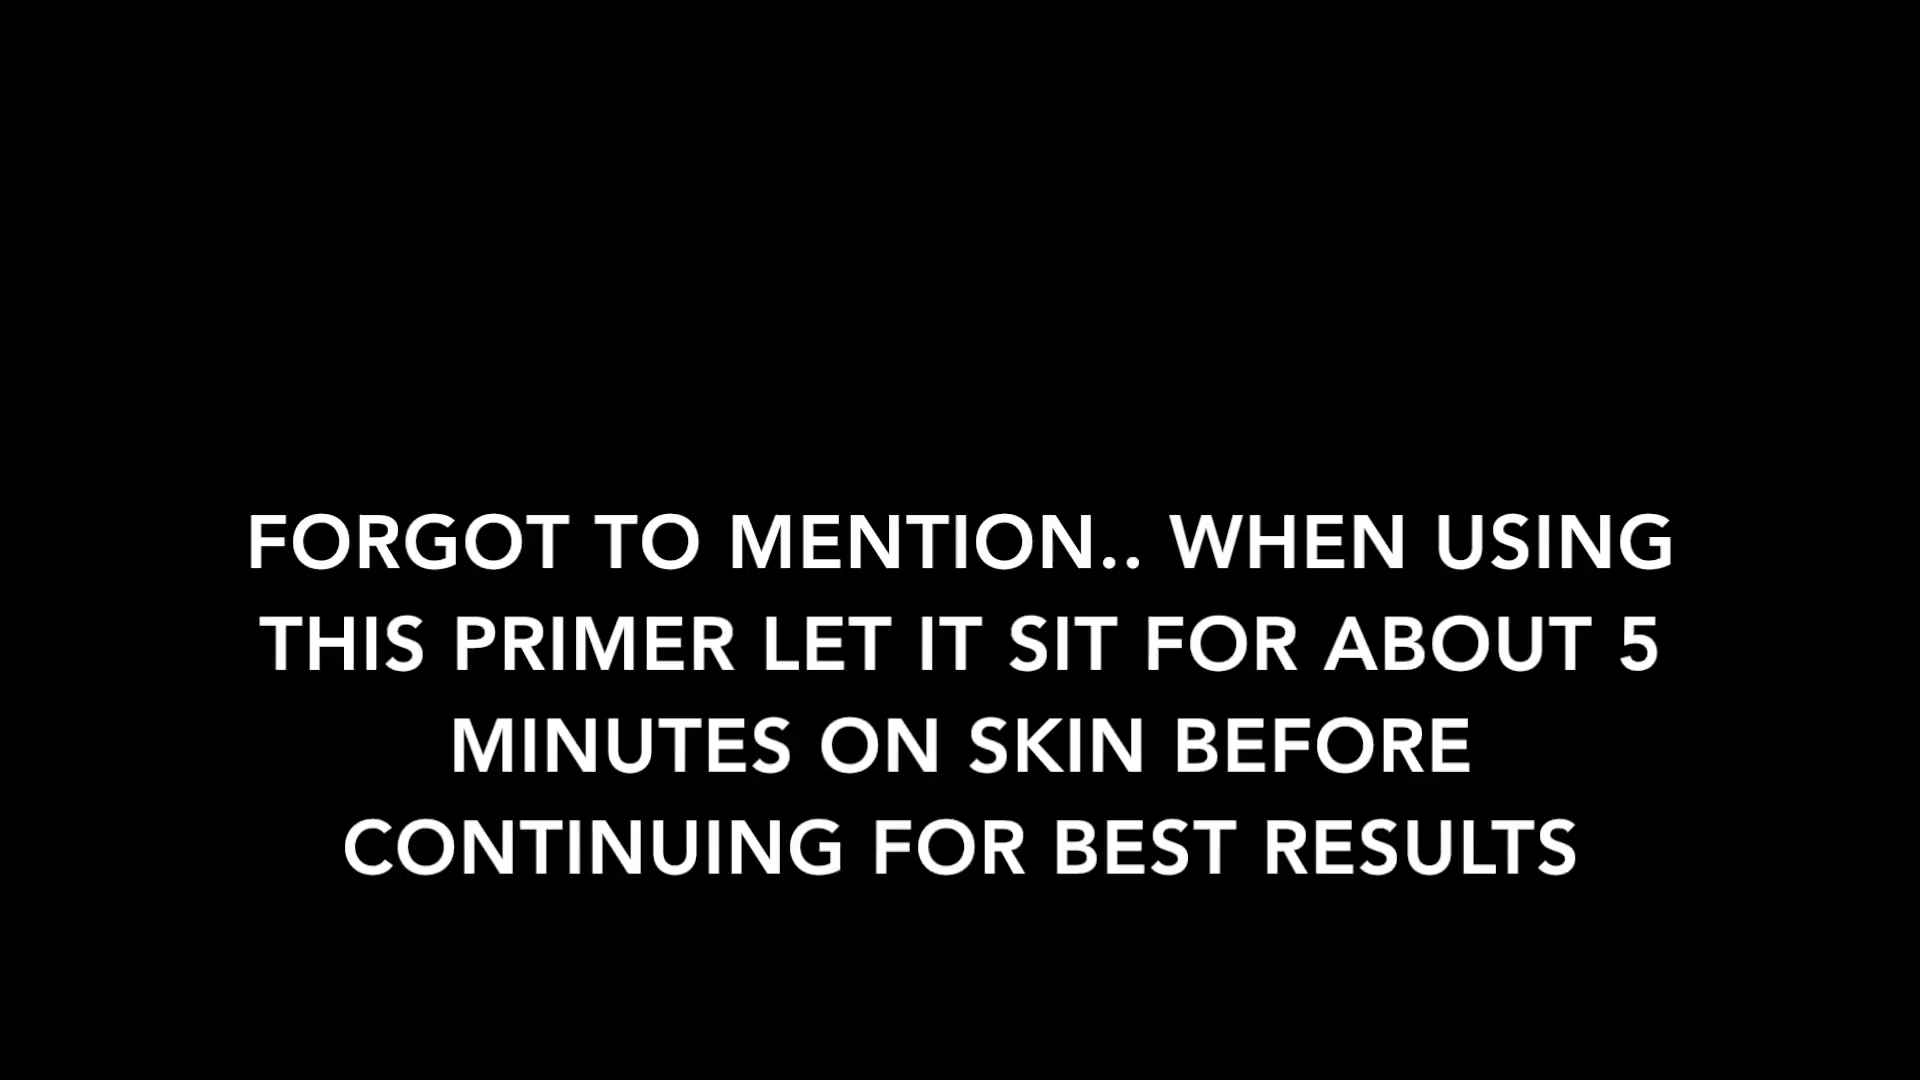 FORGOT TO MENTION.. WHEN USING
THIS PRIMER LET IT SIT FOR ABOUT 5
MINUTES ON SKIN BEFORE
CONTINUING FOR BEST RESULTS